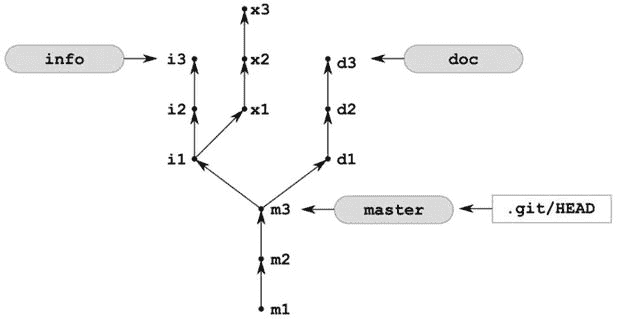 x3
info
i3
x2
d3
doc
i2
x1
d2
i1
d1
m3
master
.git/HEAD
m2
m1